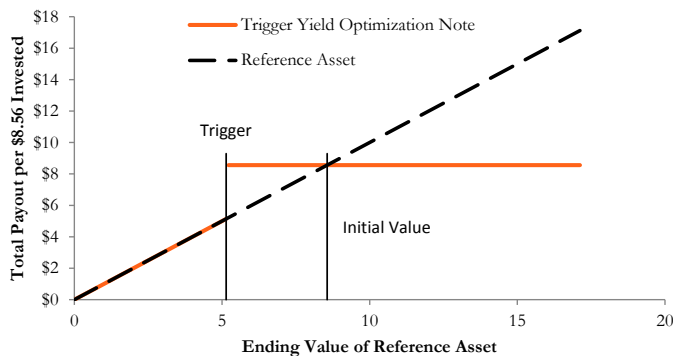 $18
$16
$14
$12
$10
$8
$6
$4
$2
$0
Total Payout per $8.56 Invested
Trigger Yield Optimization Note
Reference Asset
Trigger
Initial Value
0 5 10 15 20
Ending Value of Reference Asset